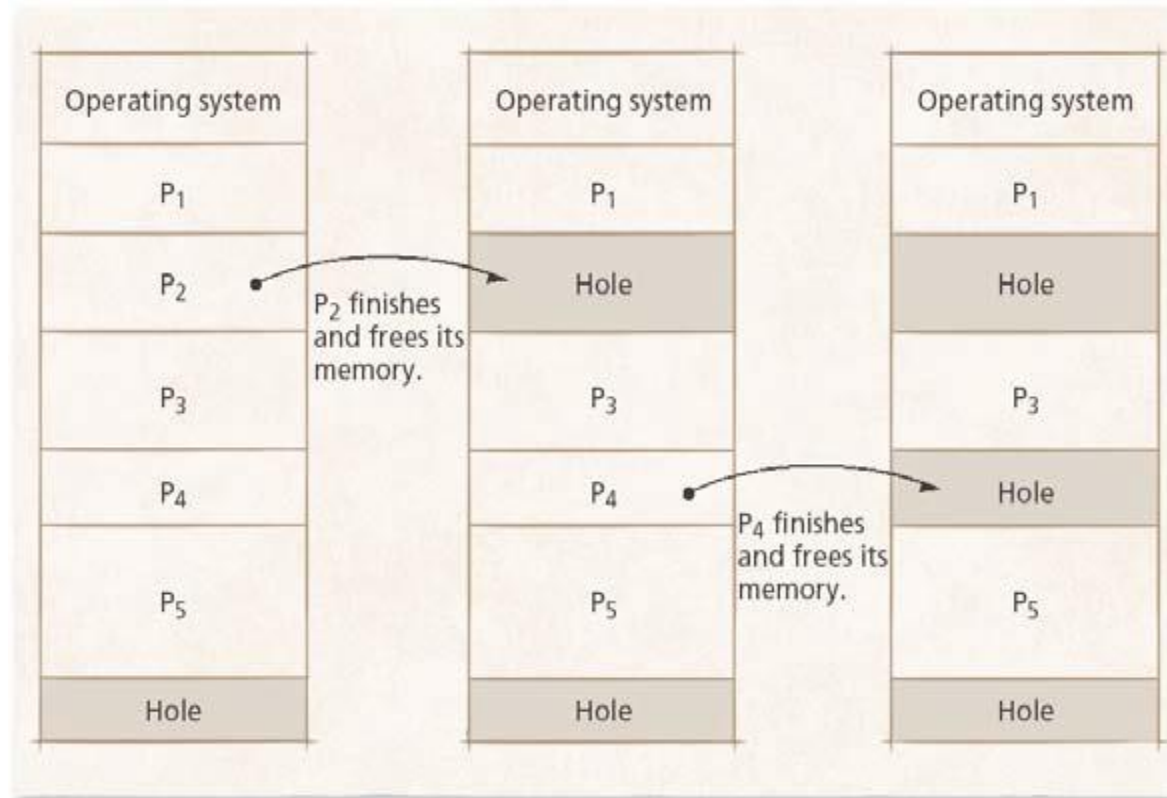 Operating system
P₁
P₂
P₃
P₄
P₅
Hole
P₂ finishes
and frees its
memory.
Operating system
P₁
Hole
P₃
P₄
P₅
Hole
P₄ finishes
and frees its
memory.
Operating system
P₁
Hole
P₃
Hole
P₅
Hole